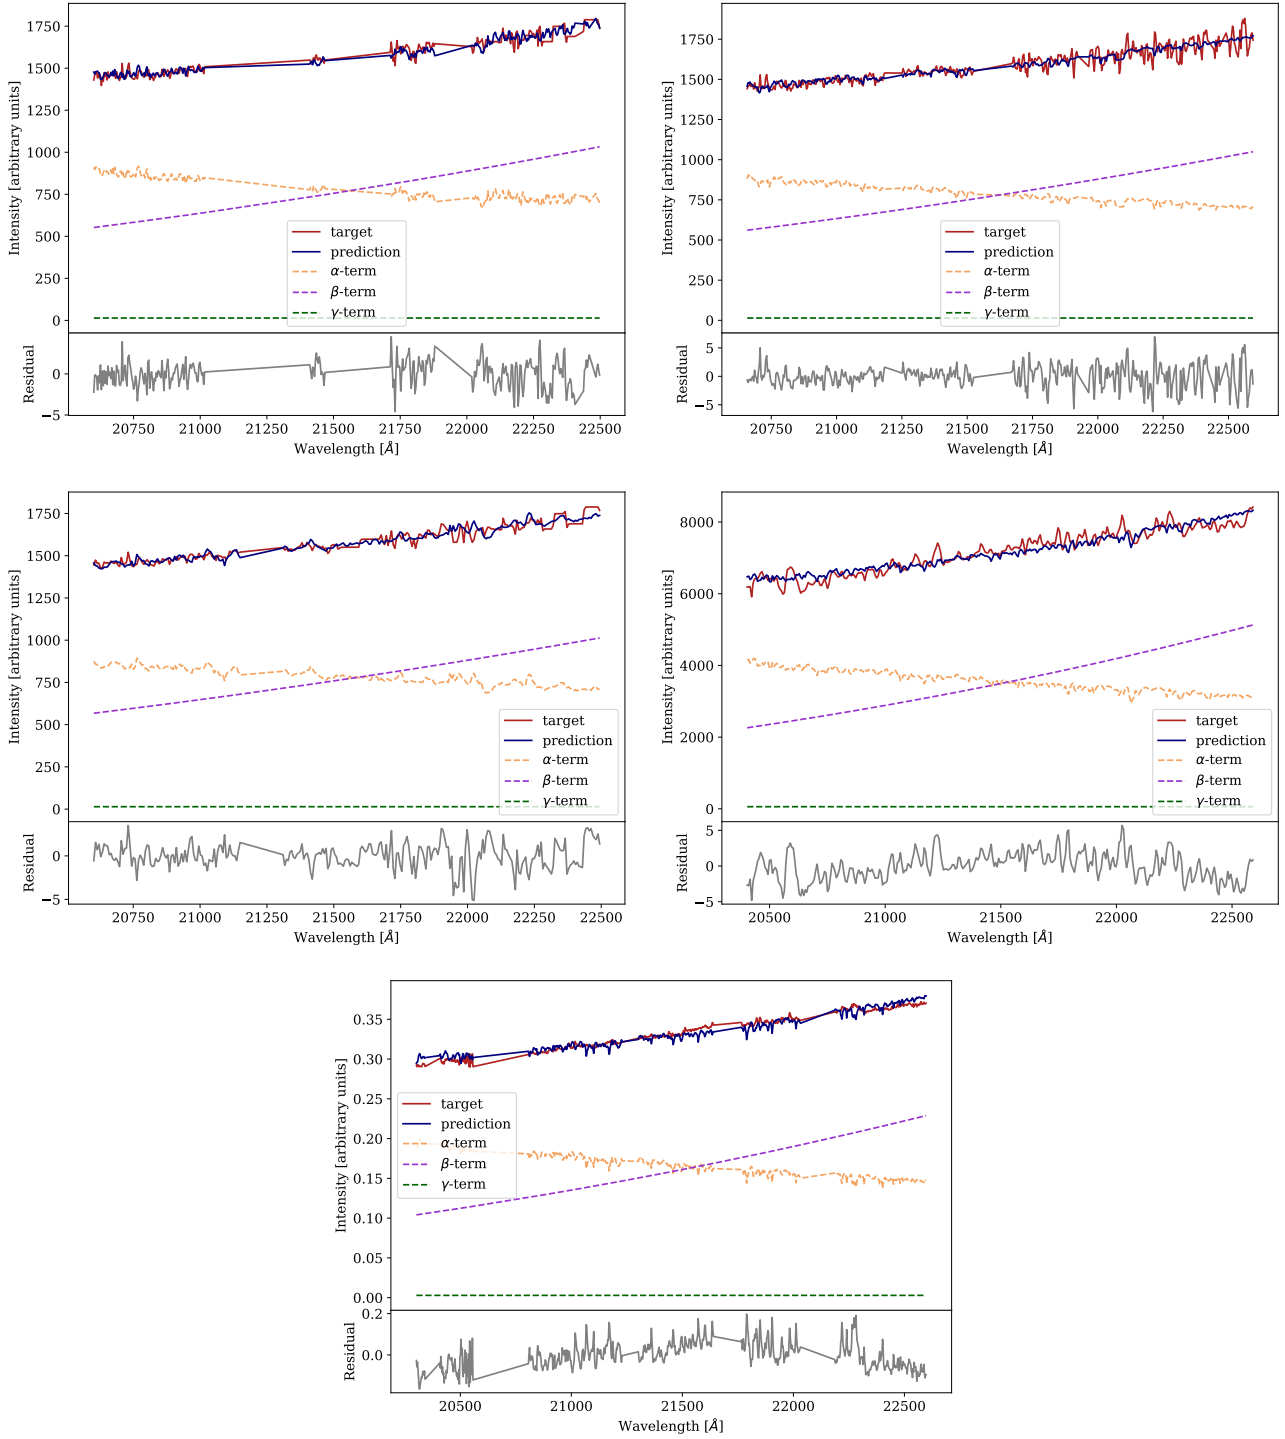 Intensity [arbitrary units]
1750
1500
1250
1000
750
500
250
0
target
prediction
α-term
β-term
γ-term
Residual
0
−5
20750 21000 21250 21500 21750 22000 22250 22500
Wavelength [Å]
Intensity [arbitrary units]
1750
1500
1250
1000
750
500
250
0
target
prediction
α-term
β-term
γ-term
Residual
5
0
−5
20750 21000 21250 21500 21750 22000 22250 22500
Wavelength [Å]
Intensity [arbitrary units]
1750
1500
1250
1000
750
500
250
0
target
prediction
α-term
β-term
γ-term
Residual
0
−5
20750 21000 21250 21500 21750 22000 22250 22500
Wavelength [Å]
Intensity [arbitrary units]
8000
6000
4000
2000
0
target
prediction
α-term
β-term
γ-term
Residual
5
0
−5
20500 21000 21500 22000 22500
Wavelength [Å]
Intensity [arbitrary units]
0.35
0.30
0.25
0.20
0.15
0.10
0.05
0.00
target
prediction
α-term
β-term
γ-term
Residual
0.2
0.0
20500 21000 21500 22000 22500
Wavelength [Å]